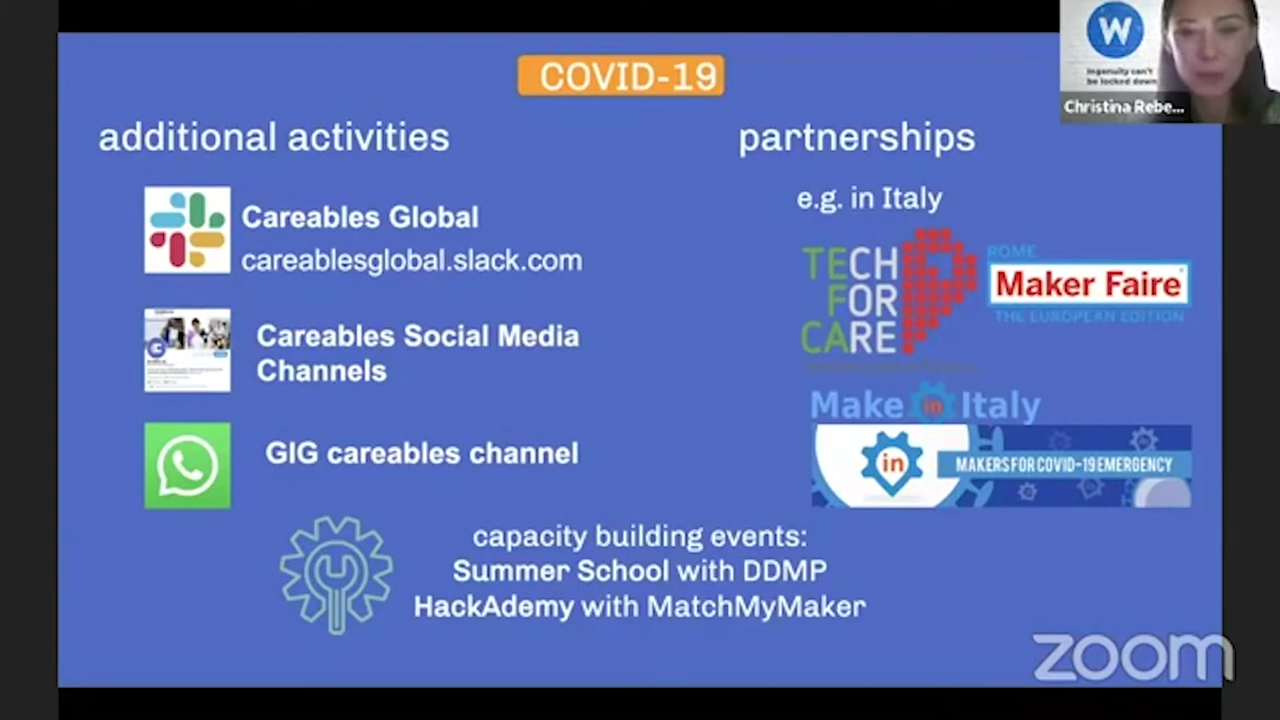 COVID-19
additional activities
Careables Global
careablesglobal.slack.com
Careables Social Media
Channels
GIG careables channel
partnerships
e.g. in Italy
TECH
FOR
CARE
ROME
Maker Faire
THE EUROPEAN EDITION
Make in Italy
in
MAKERS FOR COVID-19 EMERGENCY
capacity building events:
Summer School with DDMP
HackAdemy with MatchMyMaker
W
ingenuity can't
be locked down
Christina Rebe...
zoom